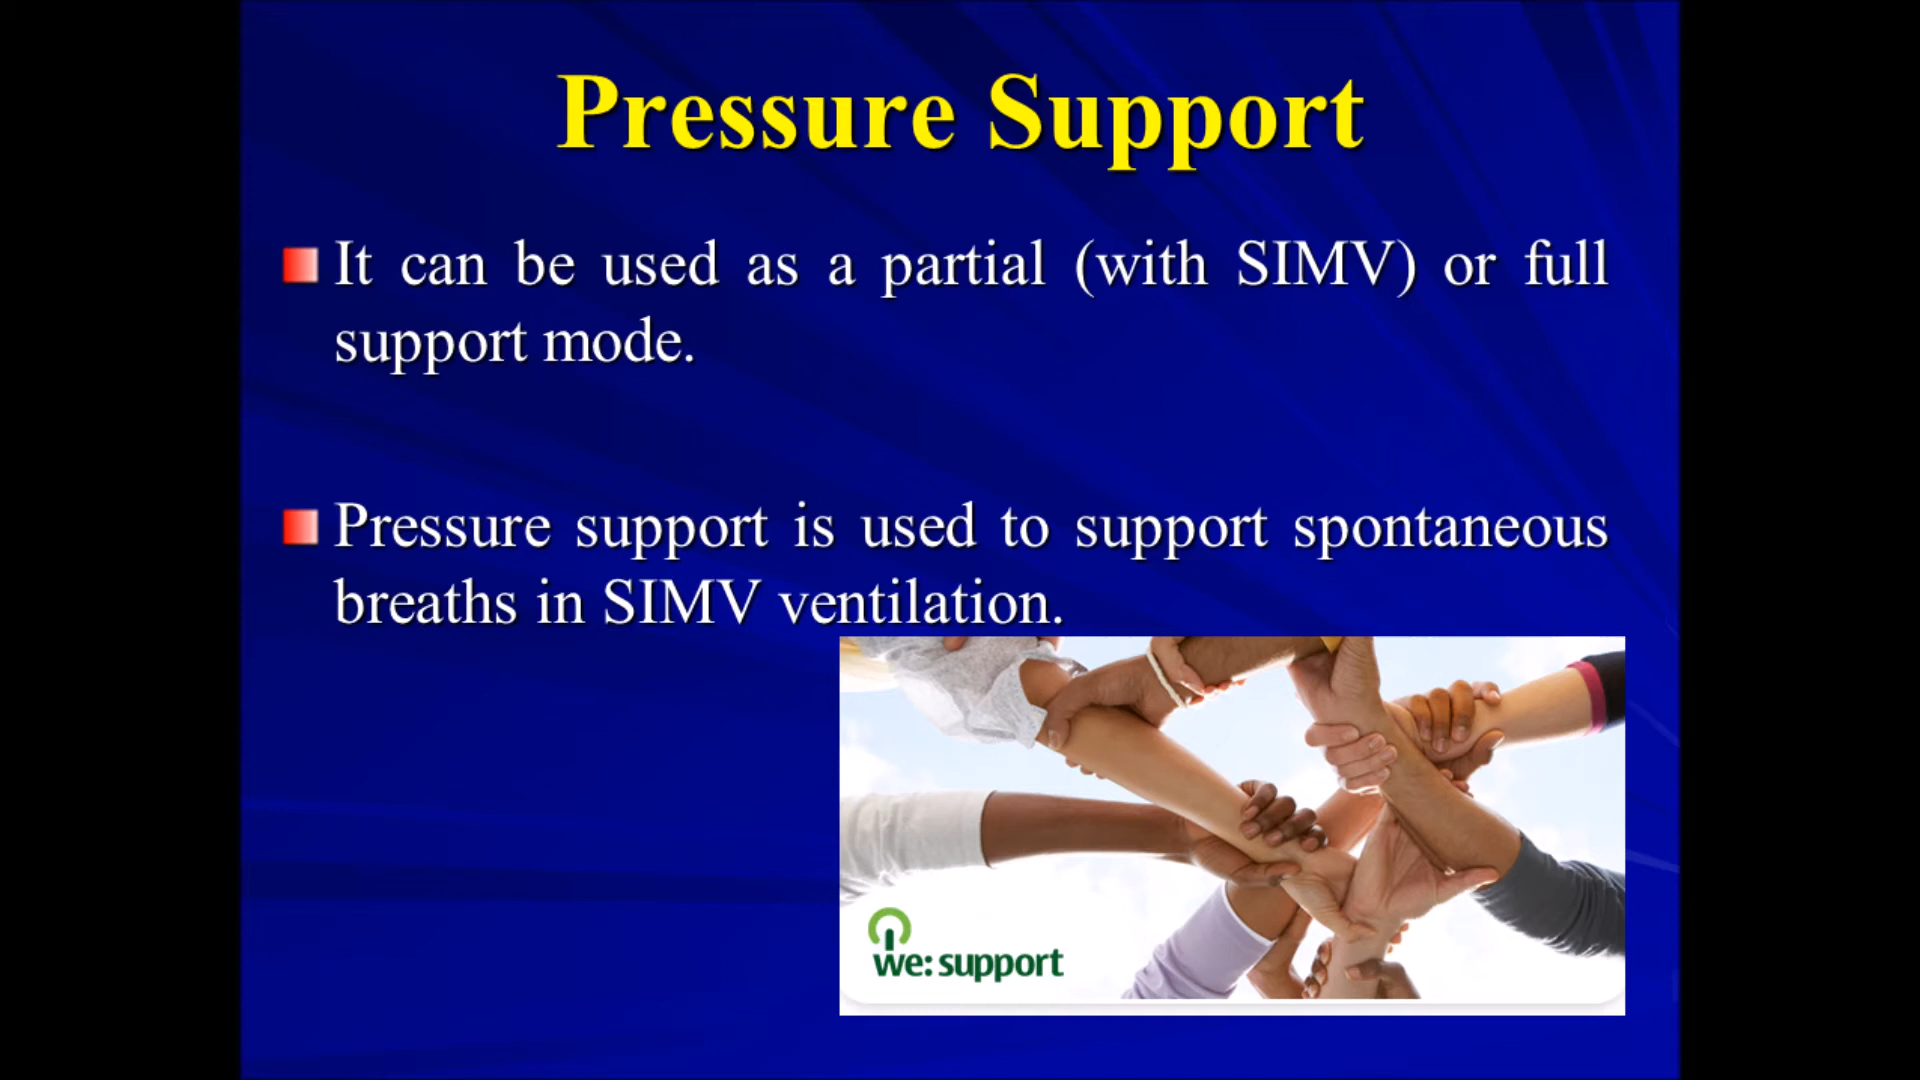 Pressure Support
It can be used as a partial (with SIMV) or full
support mode.
Pressure support is used to support spontaneous
breaths in SIMV ventilation.
we: support